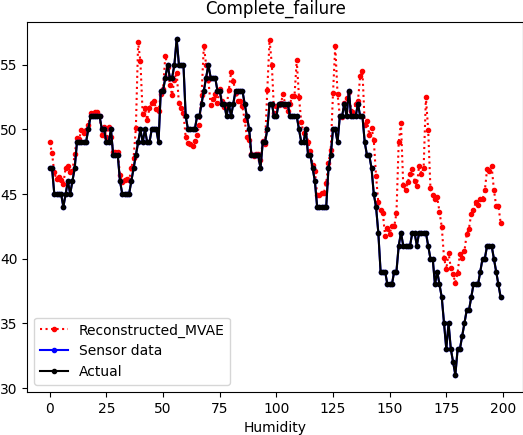 Complete_failure
55
50
45
40
35
30
Reconstructed_MVAE
Sensor data
Actual
0 25 50 75 100 125 150 175 200
Humidity